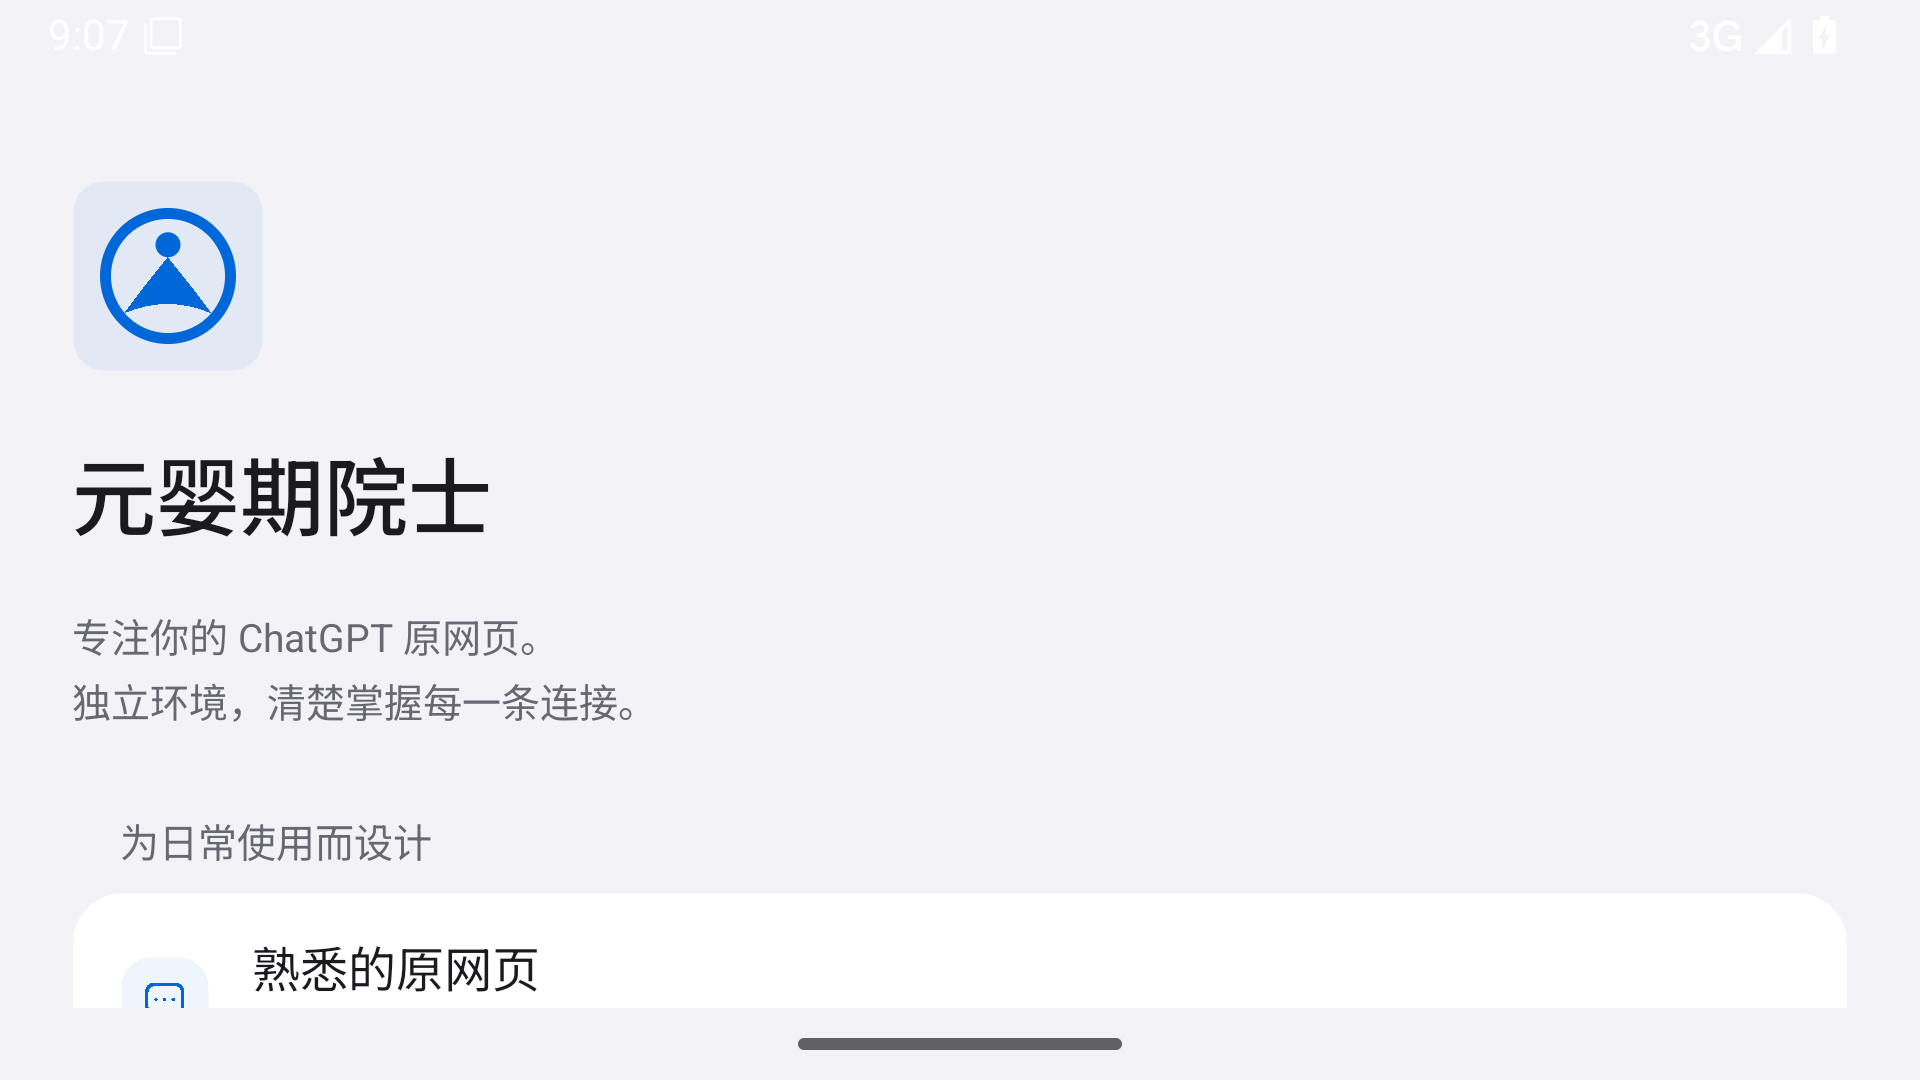 9:07
3G
元婴期院士
专注你的 ChatGPT 原网页。
独立环境，清楚掌握每一条连接。
为日常使用而设计
熟悉的原网页